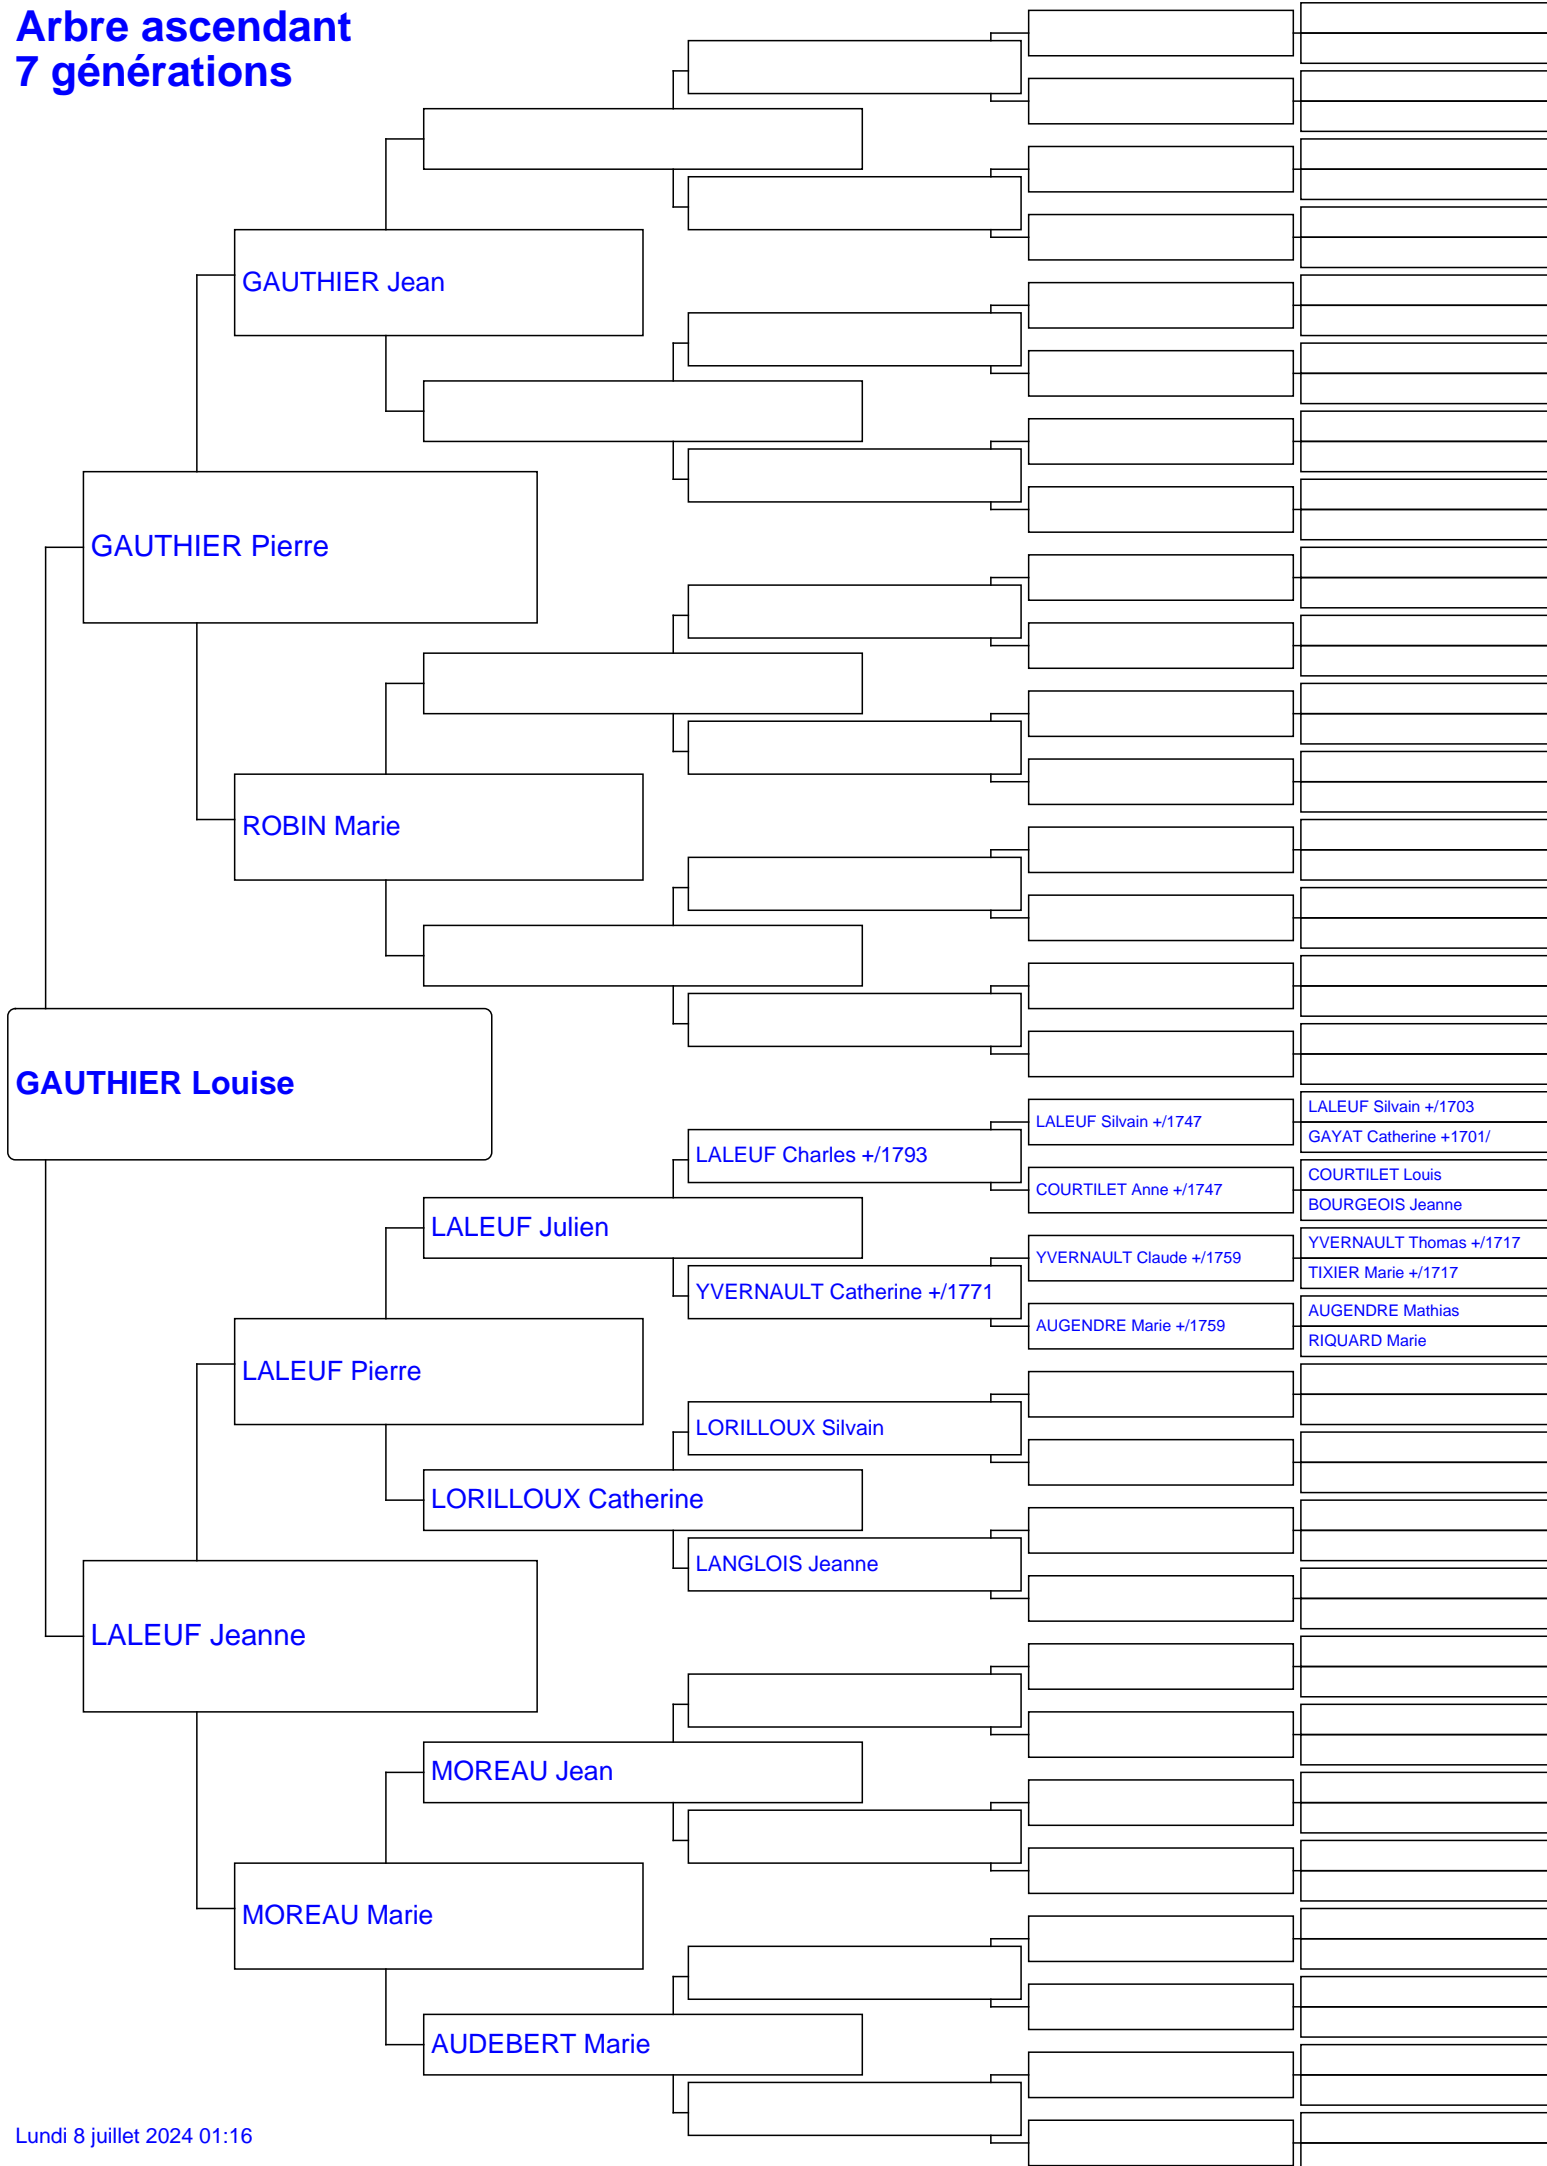 Arbre ascendant
7 générations
GAUTHIER Jean
GAUTHIER Pierre
ROBIN Marie
GAUTHIER Louise
LALEUF Silvain +/1703
LALEUF Silvain +/1747
GAYAT Catherine +1701/
LALEUF Charles +/1793
COURTILET Louis
COURTILET Anne +/1747
BOURGEOIS Jeanne
LALEUF Julien
YVERNAULT Thomas +/1717
YVERNAULT Claude +/1759
TIXIER Marie +/1717
YVERNAULT Catherine +/1771
AUGENDRE Mathias
AUGENDRE Marie +/1759
RIQUARD Marie
LALEUF Pierre
LORILLOUX Silvain
LORILLOUX Catherine
LANGLOIS Jeanne
LALEUF Jeanne
MOREAU Jean
MOREAU Marie
AUDEBERT Marie
Lundi 8 juillet 2024 01:16